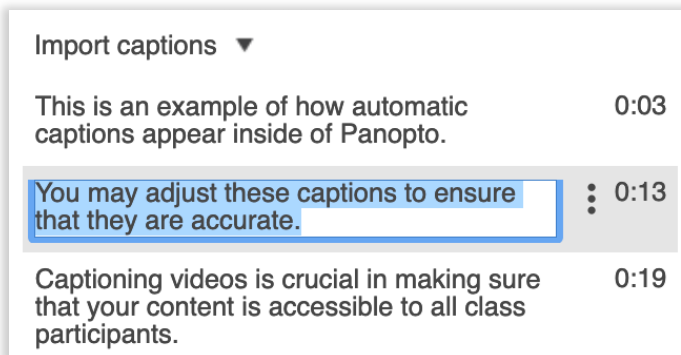 Import captions
This is an example of how automatic 0:03
captions appear inside of Panopto.
You may adjust these captions to ensure 0:13
that they are accurate.
Captioning videos is crucial in making sure 0:19
that your content is accessible to all class
participants.